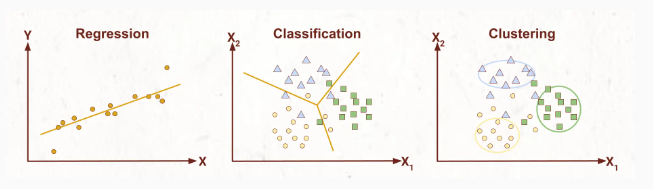 Regression
Y
X
Classification
X2
X1
Clustering
X2
X1